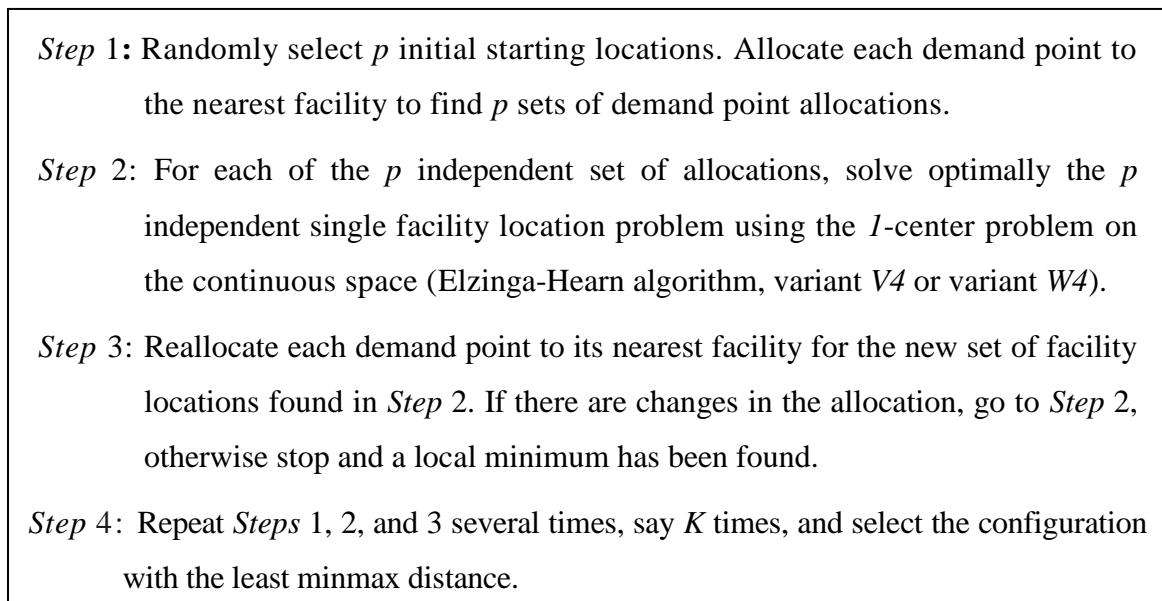 Step 1: Randomly select p initial starting locations. Allocate each demand point to
the nearest facility to find p sets of demand point allocations.
Step 2: For each of the p independent set of allocations, solve optimally the p
independent single facility location problem using the 1-center problem on
the continuous space (Elzinga-Hearn algorithm, variant V4 or variant W4).
Step 3: Reallocate each demand point to its nearest facility for the new set of facility
locations found in Step 2. If there are changes in the allocation, go to Step 2,
otherwise stop and a local minimum has been found.
Step 4: Repeat Steps 1, 2, and 3 several times, say K times, and select the configuration
with the least minmax distance.